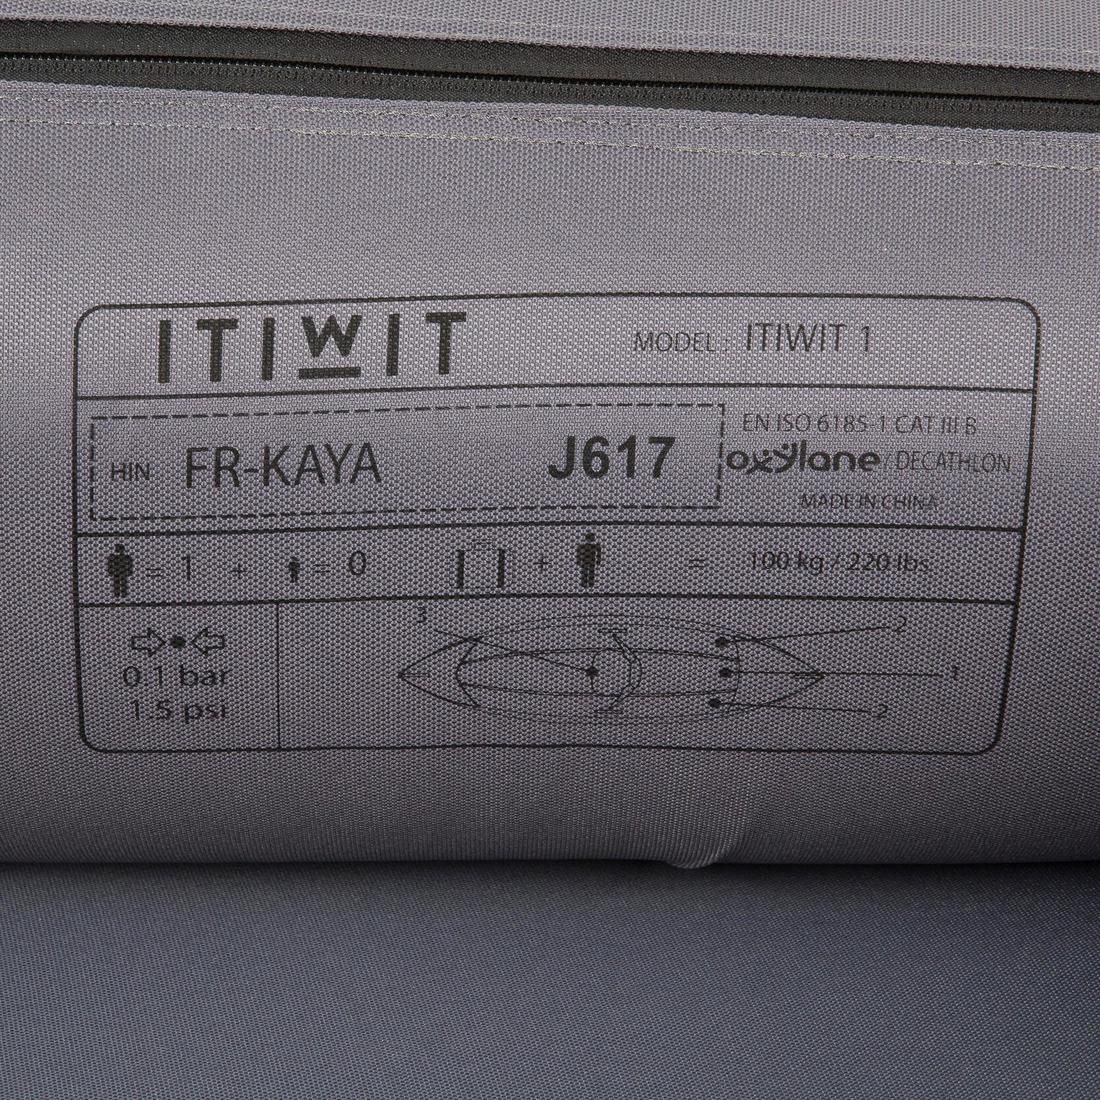 ITIWIT MODEL : ITIWIT 1
EN ISO 6185-1 CAT III B
HIN FR-KAYA J617
oxylane / DECATHLON
MADE IN CHINA
= 1 + = 0 + = 100 kg / 220 lbs
3
2
0.1 bar
1
1.5 psi
2